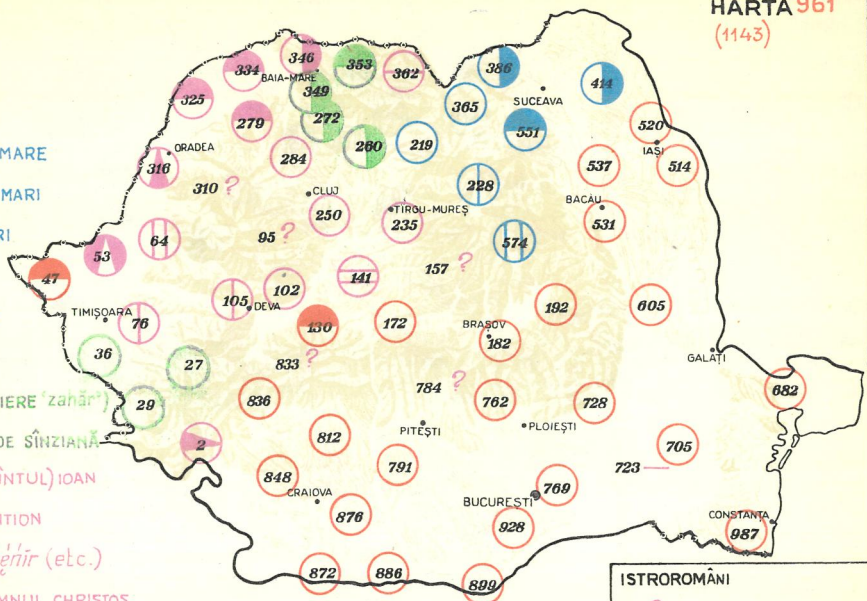 HARTA 961
(1143)
346
334
BAIA-MARE
353
362
386
349
414
325
365
SUCEAVA
272
279
551
520
ORADEA
260
219
IAȘI
MARE
284
537
514
316
310 ?
228
MARI
CLUJ
BACĂU
TÎRGU-MUREȘ
250
235
531
RI
64
95 ?
574
53
157 ?
47
141
102
105
DEVA
192
605
TIMIȘOARA
76
130
172
BRAȘOV
182
36
833 ?
GALAȚI
27
784 ?
682
IERE 'zahăr')
29
836
762
728
DE SÎNZIANĂ
2
812
PITEȘTI
PLOIEȘTI
705
ÎNTUL) IOAN
848
791
723
CRAIOVA
BUCUREȘTI
769
876
CONSTANȚA
928
987
(etc.)
872
886
899
ISTROROMÂNI
MNUL CHRISTOS